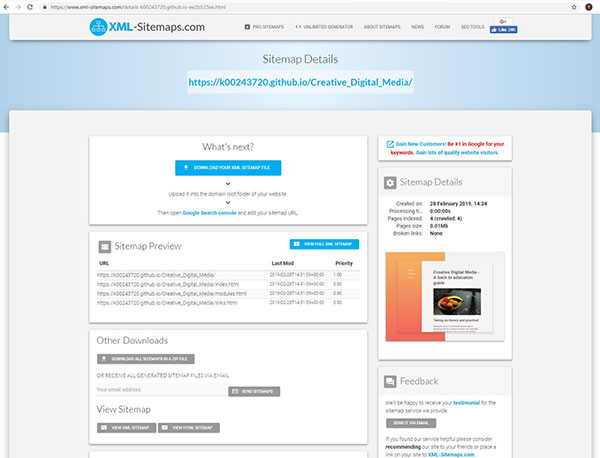 https://www.xml-sitemaps.com/details-k00243720.github.io-ee2b523ee.html
XML-Sitemaps.com
PRO SITEMAPS
UNLIMITED GENERATOR
ABOUT SITEMAPS
NEWS
FORUM
SEO TOOLS
G+
Like 24K
Sitemap Details
https://k00243720.github.io/Creative_Digital_Media/
What's next?
DOWNLOAD YOUR XML SITEMAP FILE
Upload it into the domain root folder of your website.
Then open Google Search console and add your sitemap URL.
Sitemap Preview
VIEW FULL XML SITEMAP
URL Last Mod Priority
https://k00243720.github.io/Creative_Digital_Media/ 2019-02-28T14:31:09+00:00 1.00
https://k00243720.github.io/Creative_Digital_Media/index.html 2019-02-28T14:31:09+00:00 0.80
https://k00243720.github.io/Creative_Digital_Media/modules.html 2019-02-28T14:31:09+00:00 0.80
https://k00243720.github.io/Creative_Digital_Media/links.html 2019-02-28T14:31:09+00:00 0.80
Other Downloads
DOWNLOAD ALL SITEMAPS IN A ZIP FILE
OR RECEIVE ALL GENERATED SITEMAP FILES VIA EMAIL
Your email address
SEND SITEMAPS
View Sitemap
VIEW XML SITEMAP
VIEW HTML SITEMAP
Gain New Customers! Be #1 in Google for your
keywords. Gain lots of quality website visitors.
Sitemap Details
Created on: 28 February 2019, 14:24
Processing ti... 0:00:00s
Pages indexed: 4 (crawled: 4)
Pages size: 0.01Mb
Broken links: None
Creative Digital Media -
A back to education
guide
Taking on theory and practical
Feedback
We'll be happy to receive your testimonial for the
sitemap service we provide
SEND IT VIA EMAIL
If you found our service helpful please consider
recommending our site to your friends or place a
link on your site to XML-Sitemaps.com